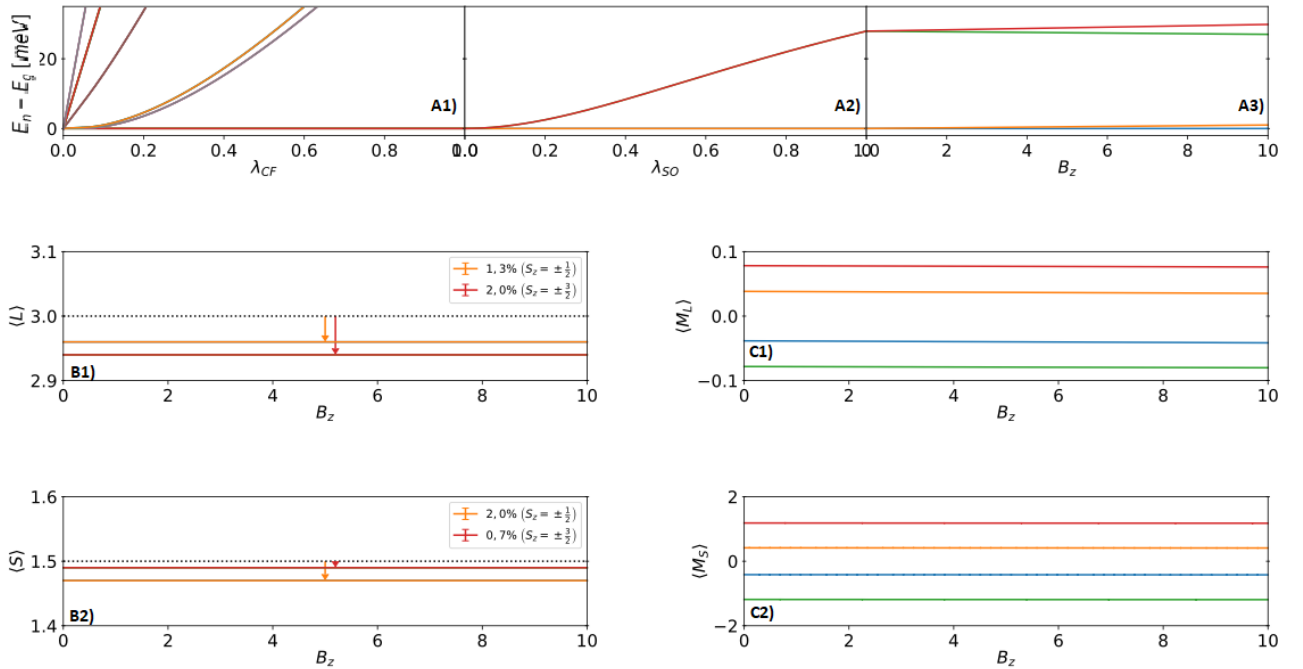 E_n − E_G [meV]
20
0
A1)
A2)
A3)
0.0 0.2 0.4 0.6 0.8 1.0
0.0 0.2 0.4 0.6 0.8 1.0
0 2 4 6 8 10
λ_CF
λ_SO
B_z
⟨L⟩
3.1
3.0
2.9
1,3% (S_z = ±1/2)
2,0% (S_z = ±3/2)
B1)
0 2 4 6 8 10
B_z
⟨M_L⟩
0.1
0.0
−0.1
C1)
0 2 4 6 8 10
B_z
⟨S⟩
1.6
1.5
1.4
2,0% (S_z = ±1/2)
0,7% (S_z = ±3/2)
B2)
0 2 4 6 8 10
B_z
⟨M_S⟩
2
0
−2
C2)
0 2 4 6 8 10
B_z